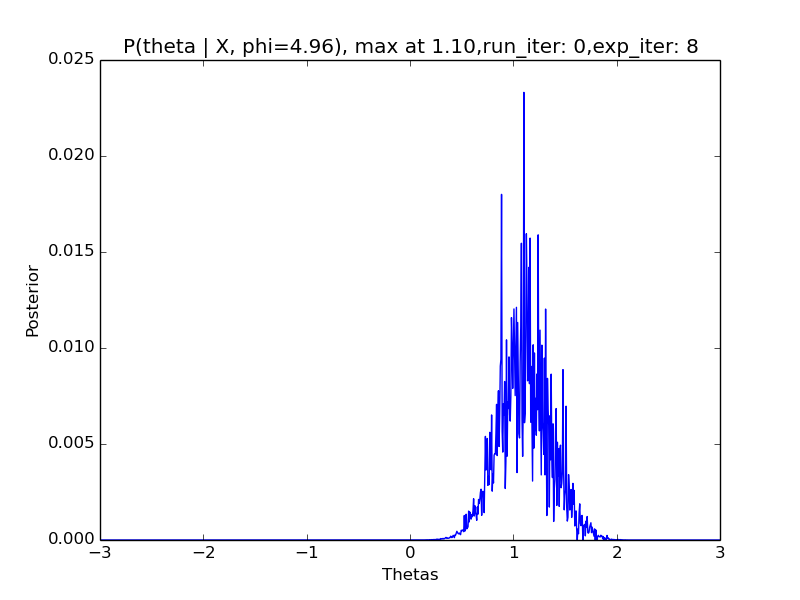 P(theta | X, phi=4.96), max at 1.10,run_iter: 0,exp_iter: 8
0.025
0.020
0.015
0.010
0.005
0.000
Posterior
−3 −2 −1 0 1 2 3
Thetas